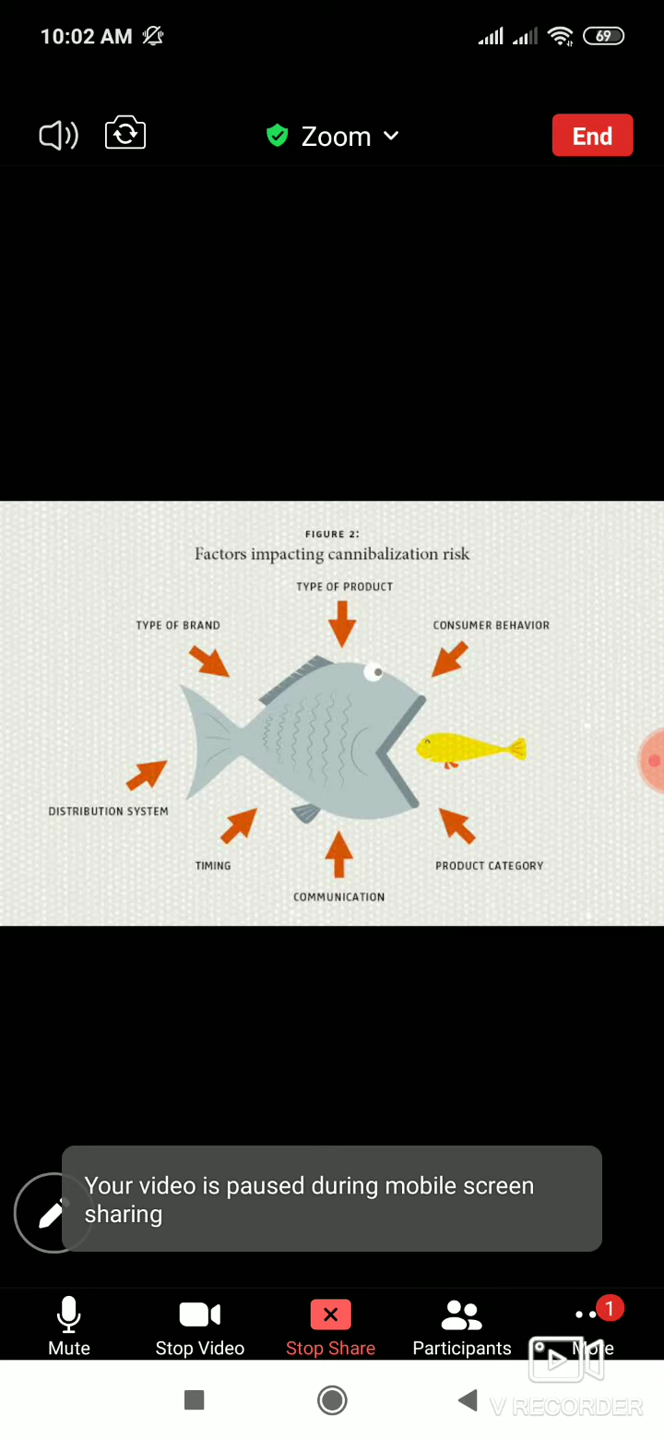 10:02 AM
69
Zoom
End
FIGURE 2:
Factors impacting cannibalization risk
TYPE OF PRODUCT
TYPE OF BRAND
CONSUMER BEHAVIOR
DISTRIBUTION SYSTEM
TIMING
PRODUCT CATEGORY
COMMUNICATION
Your video is paused during mobile screen
sharing
1
Mute
Stop Video
Stop Share
Participants
More
V RECORDER